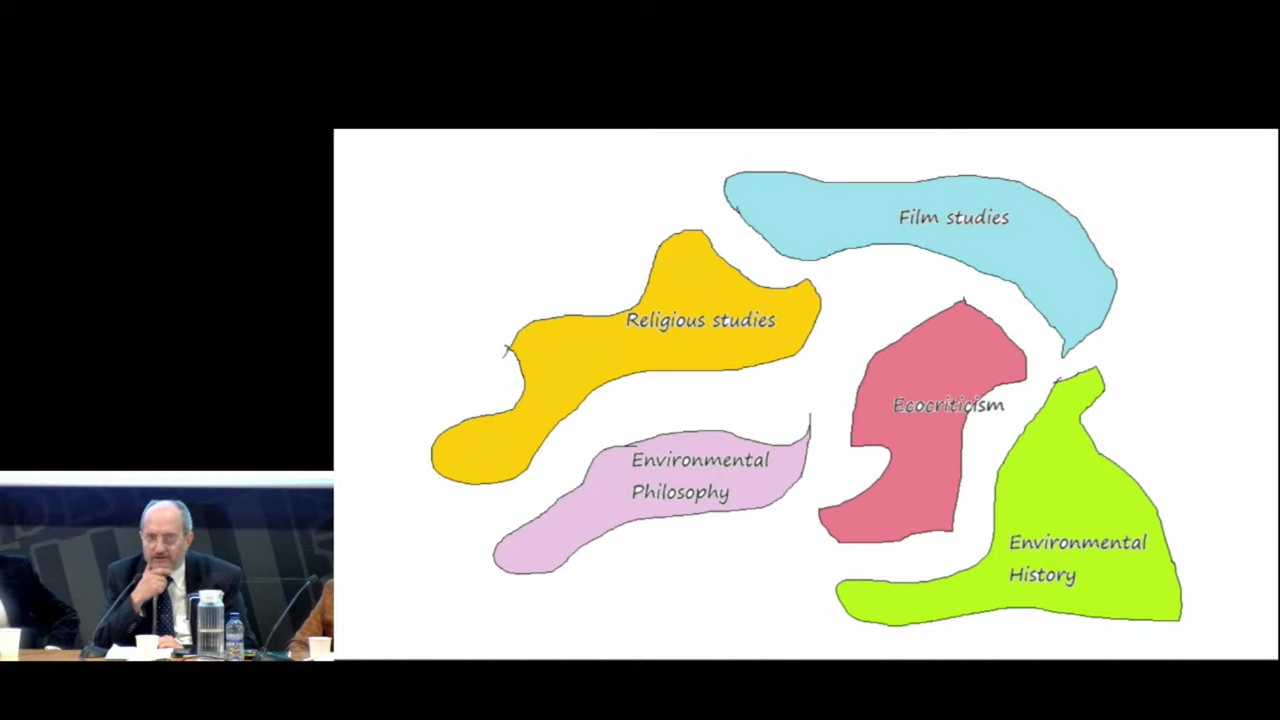 Film studies
Religious studies
Ecocriticism
Environmental
Philosophy
Environmental
History